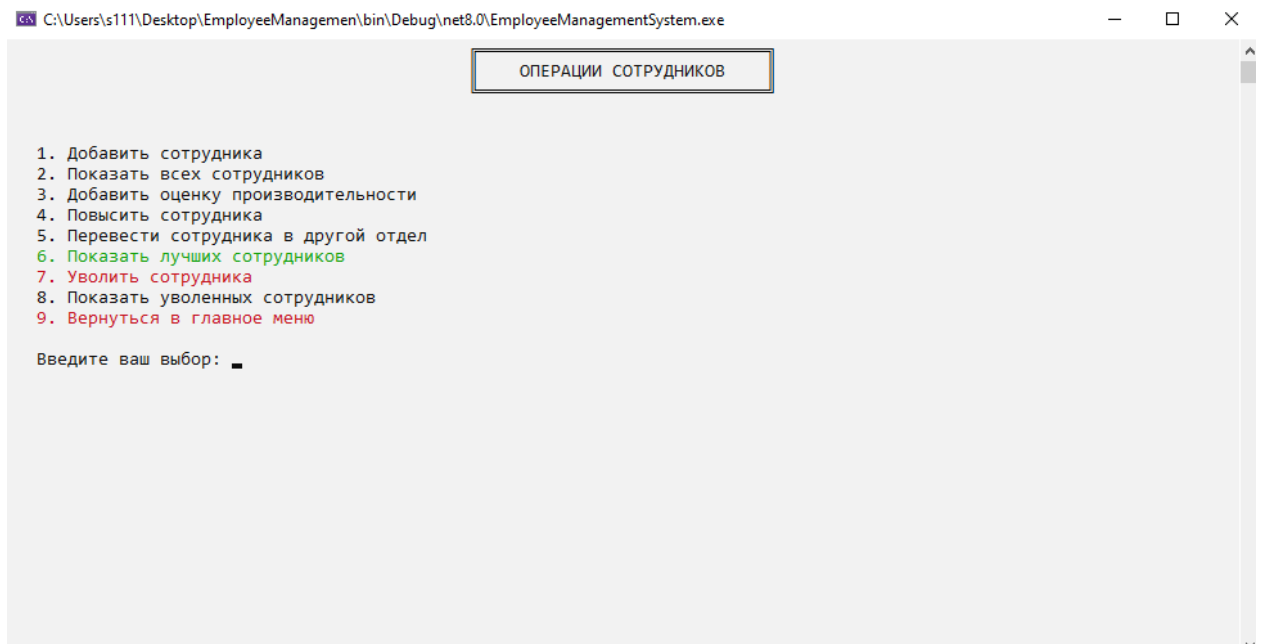 C:\Users\s111\Desktop\EmployeeManagemen\bin\Debug\net8.0\EmployeeManagementSystem.exe
ОПЕРАЦИИ СОТРУДНИКОВ
1. Добавить сотрудника
2. Показать всех сотрудников
3. Добавить оценку производительности
4. Повысить сотрудника
5. Перевести сотрудника в другой отдел
6. Показать лучших сотрудников
7. Уволить сотрудника
8. Показать уволенных сотрудников
9. Вернуться в главное меню
Введите ваш выбор: